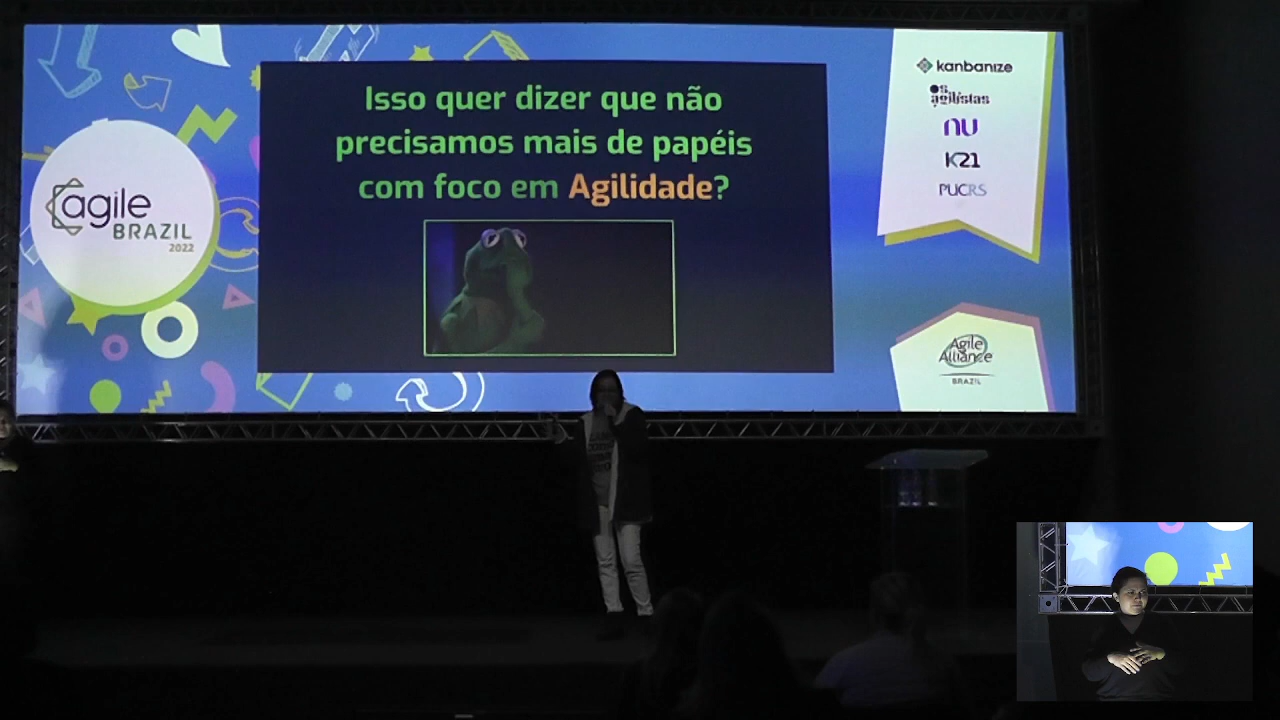 Isso quer dizer que não
precisamos mais de papéis
com foco em Agilidade?
agile
BRAZIL
2022
kanbanize
os
agilistas
nu
K21
PUCRS
Agile
Alliance
BRAZIL